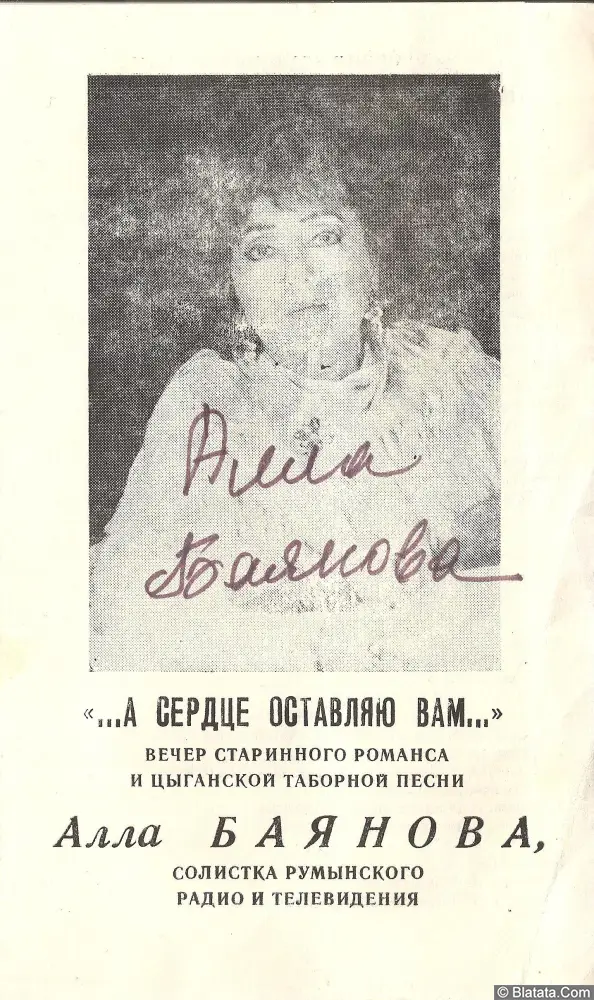 Алла
Баянова
«...А СЕРДЦЕ ОСТАВЛЯЮ ВАМ...»
ВЕЧЕР СТАРИННОГО РОМАНСА
И ЦЫГАНСКОЙ ТАБОРНОЙ ПЕСНИ
Алла БАЯНОВА,
СОЛИСТКА РУМЫНСКОГО
РАДИО И ТЕЛЕВИДЕНИЯ
© Blatata.Com